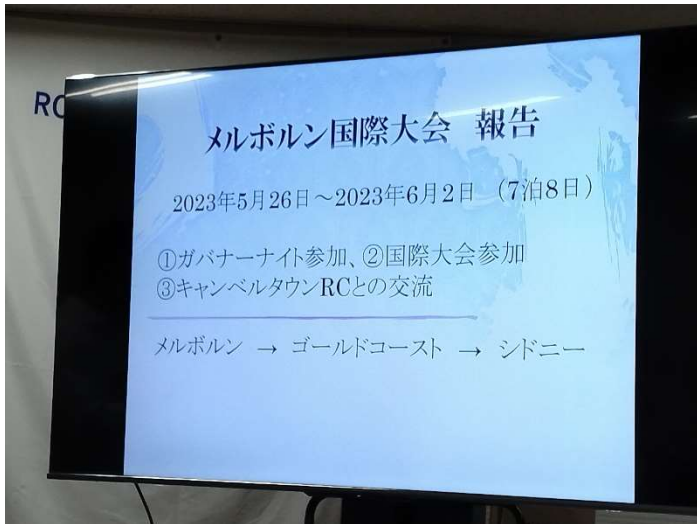 RO
メルボルン国際大会 報告
2023年5月26日～2023年6月2日 （7泊8日）
①ガバナーナイト参加、②国際大会参加
③キャンベルタウンRCとの交流
メルボルン → ゴールドコースト → シドニー